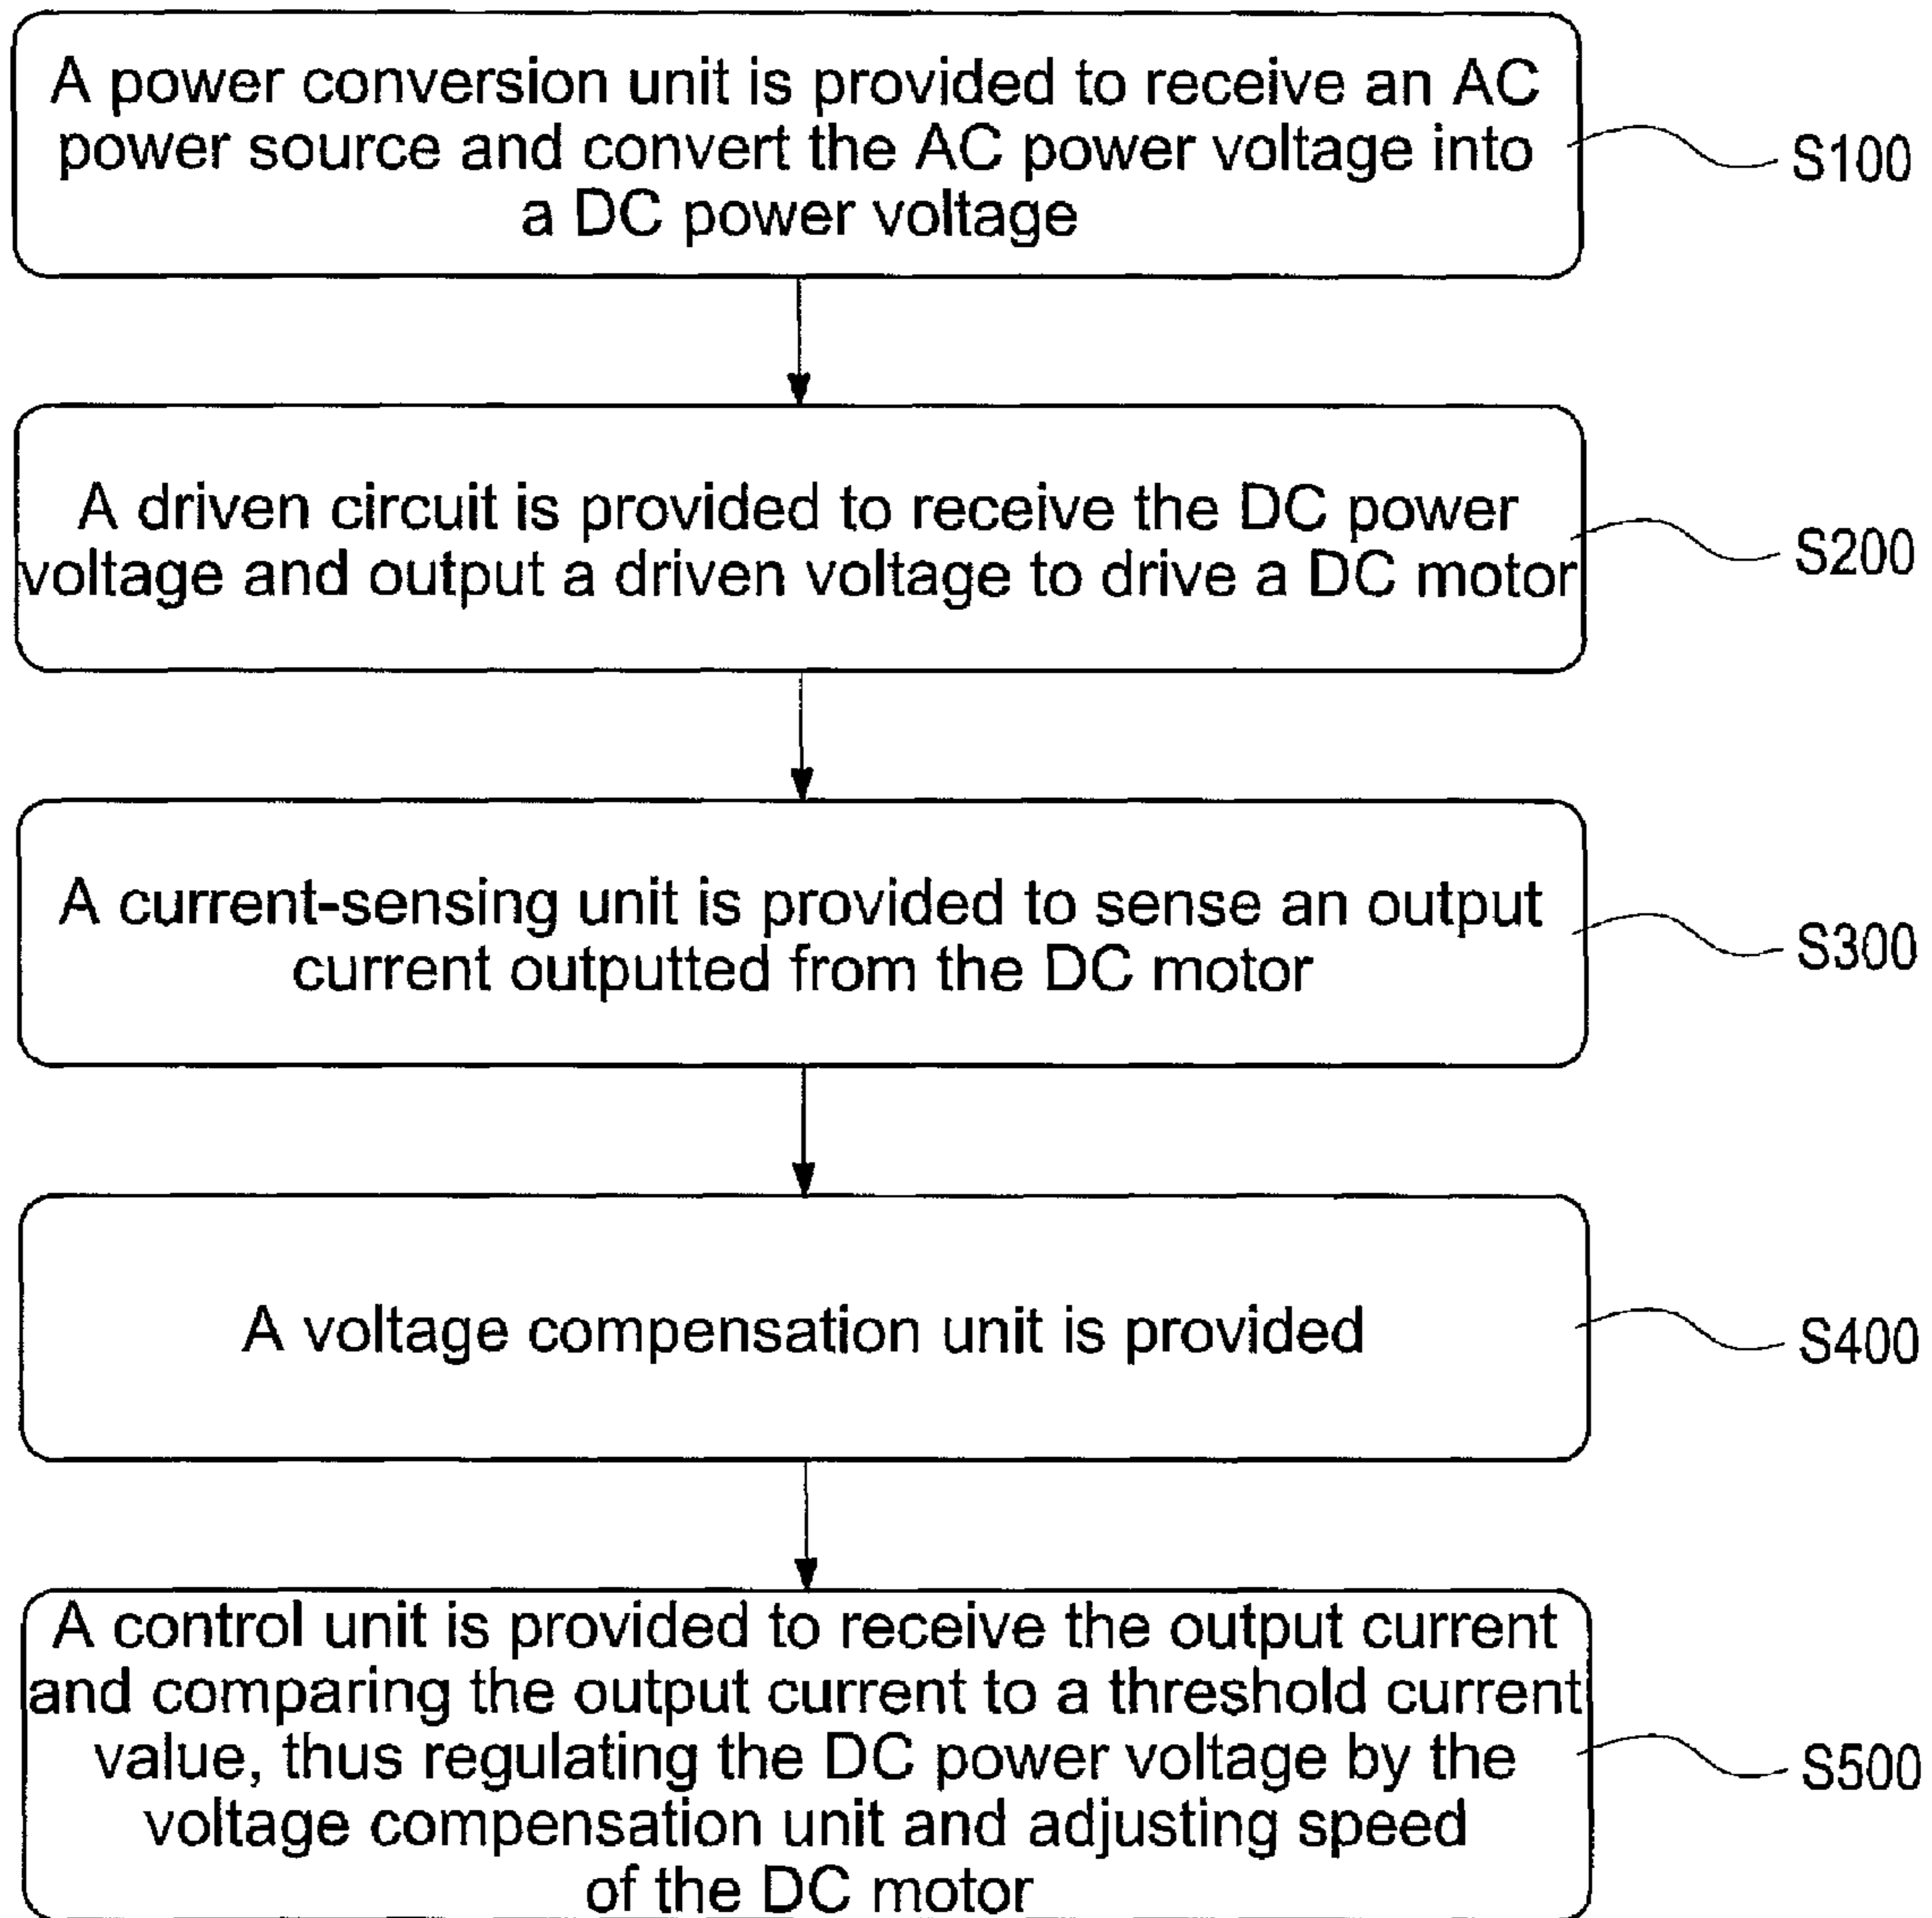 A power conversion unit is provided to receive an AC
power source and convert the AC power voltage into
a DC power voltage
S100
A driven circuit is provided to receive the DC power
voltage and output a driven voltage to drive a DC motor
S200
A current-sensing unit is provided to sense an output
current outputted from the DC motor
S300
A voltage compensation unit is provided
S400
A control unit is provided to receive the output current
and comparing the output current to a threshold current
value, thus regulating the DC power voltage by the
voltage compensation unit and adjusting speed
of the DC motor
S500